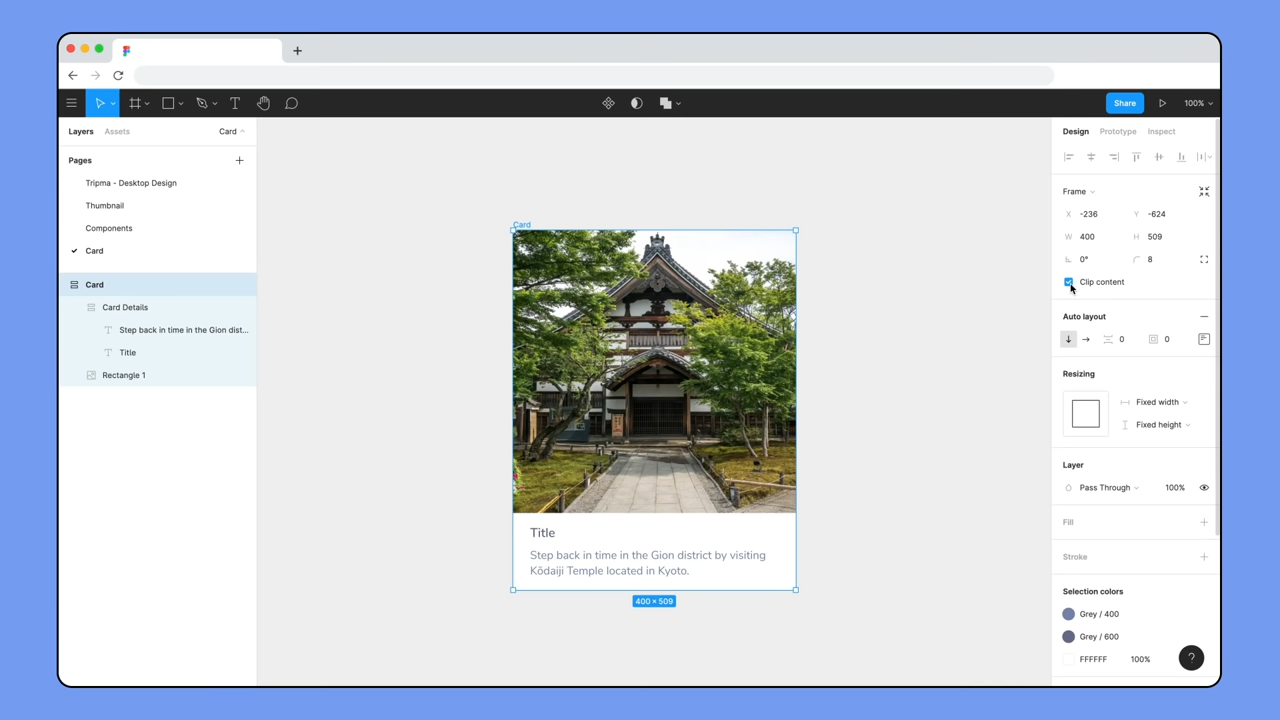 Share
100%
Layers
Assets
Card
Pages
Tripma - Desktop Design
Thumbnail
Components
Card
Card
Card Details
Step back in time in the Gion dist...
Title
Rectangle 1
Card
Title
Step back in time in the Gion district by visiting
Kōdaiji Temple located in Kyoto.
400 × 509
Design
Prototype
Inspect
Frame
X -236
Y -624
W 400
H 509
0°
8
Clip content
Auto layout
0
0
Resizing
Fixed width
Fixed height
Layer
Pass Through
100%
Fill
Stroke
Selection colors
Grey / 400
Grey / 600
FFFFFF
100%
?